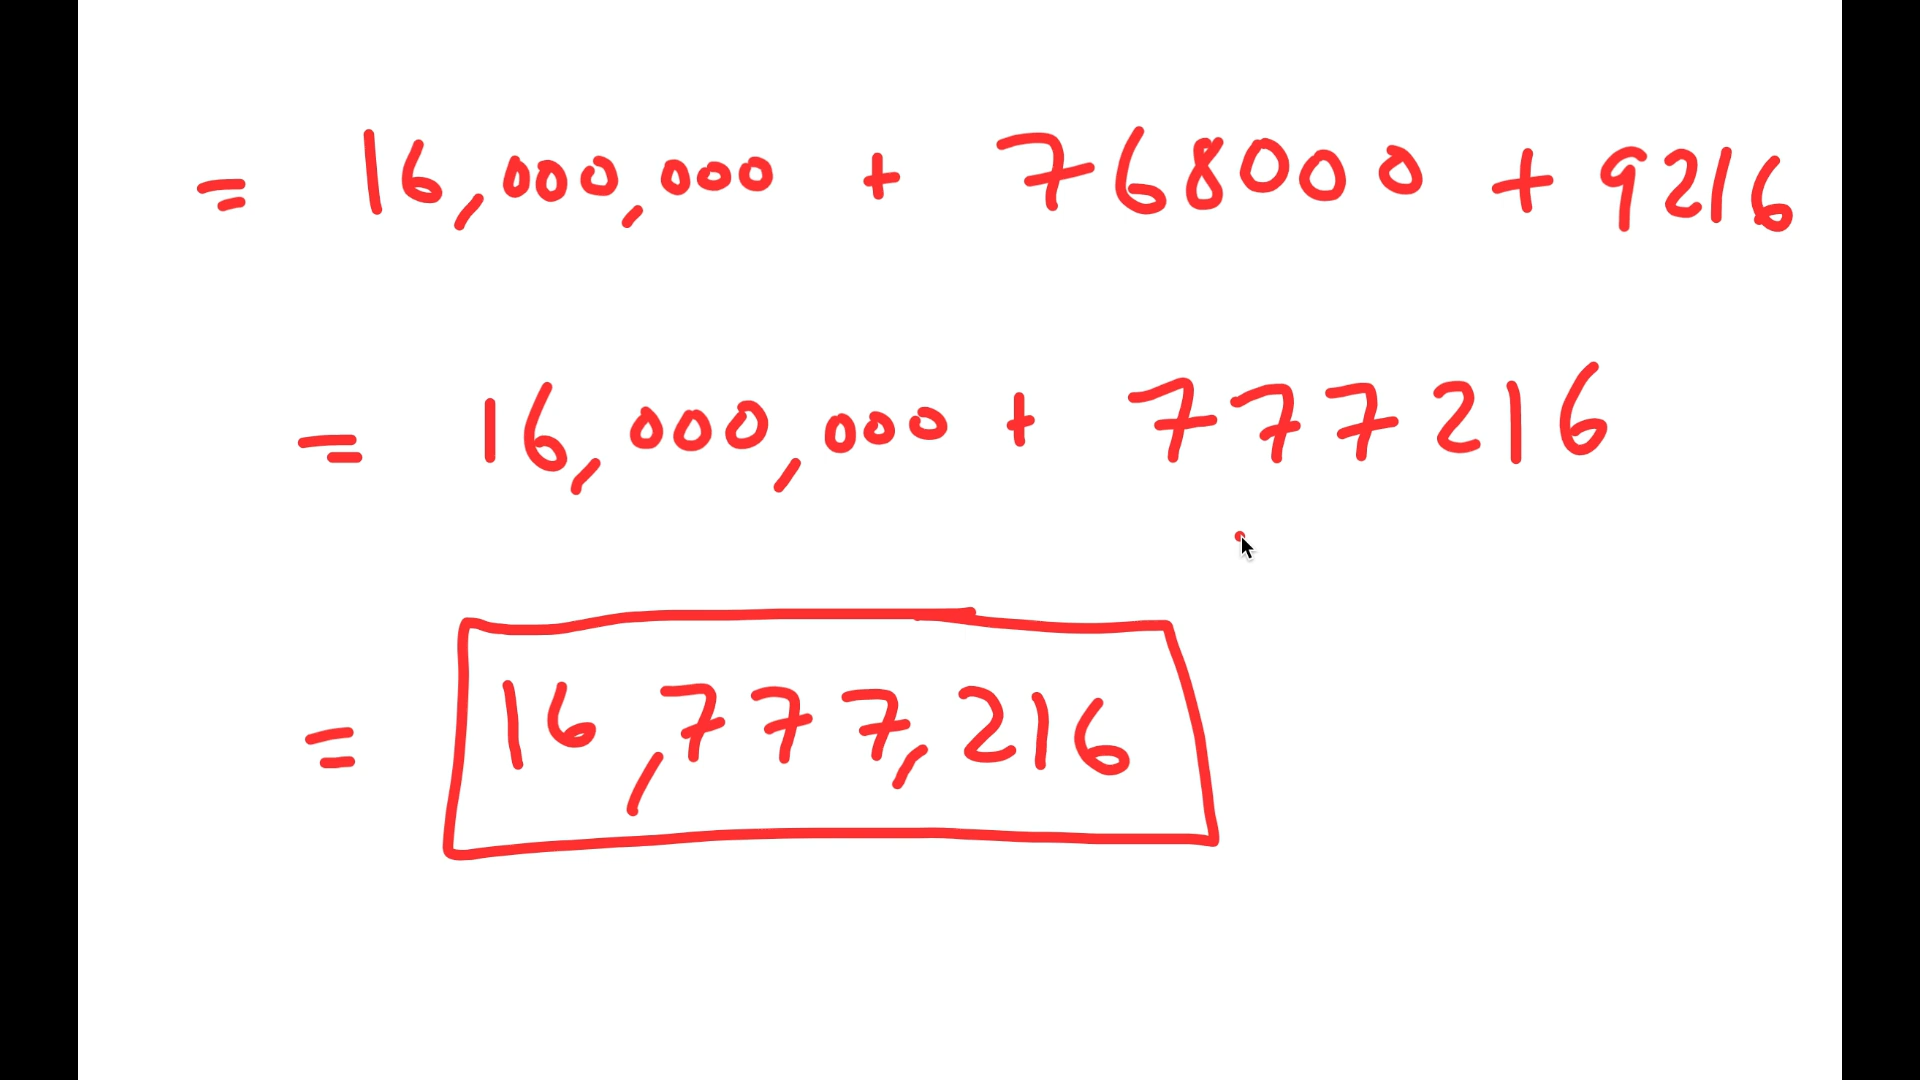 = 16,000,000 + 768000 + 9216
= 16,000,000 + 777216
= 16,777,216